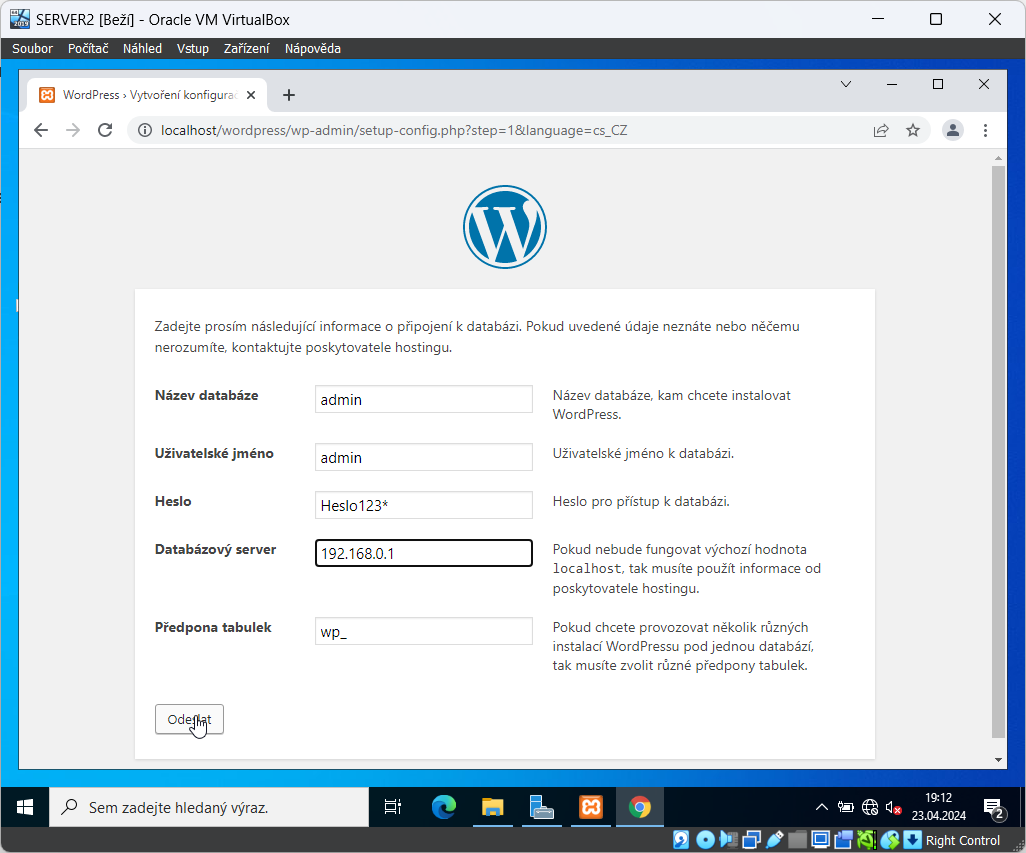 SERVER2 [Beží] - Oracle VM VirtualBox
Soubor Počítač Náhled Vstup Zařízení Nápověda
WordPress › Vytvoření konfigurac
localhost/wordpress/wp-admin/setup-config.php?step=1&language=cs_CZ
Zadejte prosím následující informace o připojení k databázi. Pokud uvedené údaje neznáte nebo něčemu
nerozumíte, kontaktujte poskytovatele hostingu.
Název databáze
admin
Název databáze, kam chcete instalovat
WordPress.
Uživatelské jméno
admin
Uživatelské jméno k databázi.
Heslo
Heslo123*
Heslo pro přístup k databázi.
Databázový server
192.168.0.1
Pokud nebude fungovat výchozí hodnota
localhost, tak musíte použít informace od
poskytovatele hostingu.
Předpona tabulek
wp_
Pokud chcete provozovat několik různých
instalací WordPressu pod jednou databází,
tak musíte zvolit různé předpony tabulek.
Odeslat
Sem zadejte hledaný výraz.
19:12
23.04.2024
2
Right Control